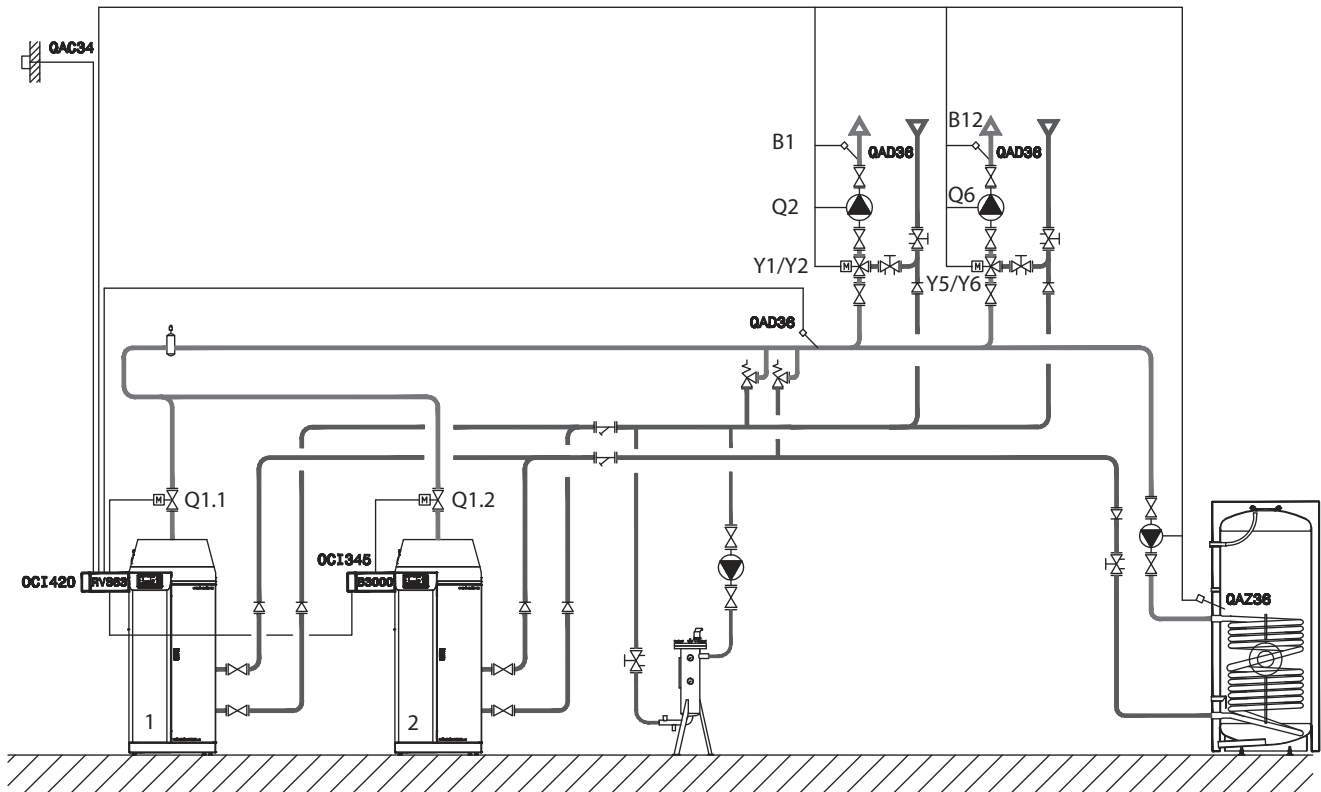 QAC34
B1
QAD36
B12
QAD36
Q2
Q6
Y1/Y2
M
M
Y5/Y6
QAD36
M
Q1.1
M
Q1.2
OCI420
RVS63
OCI345
B3000
QAZ36
1
2